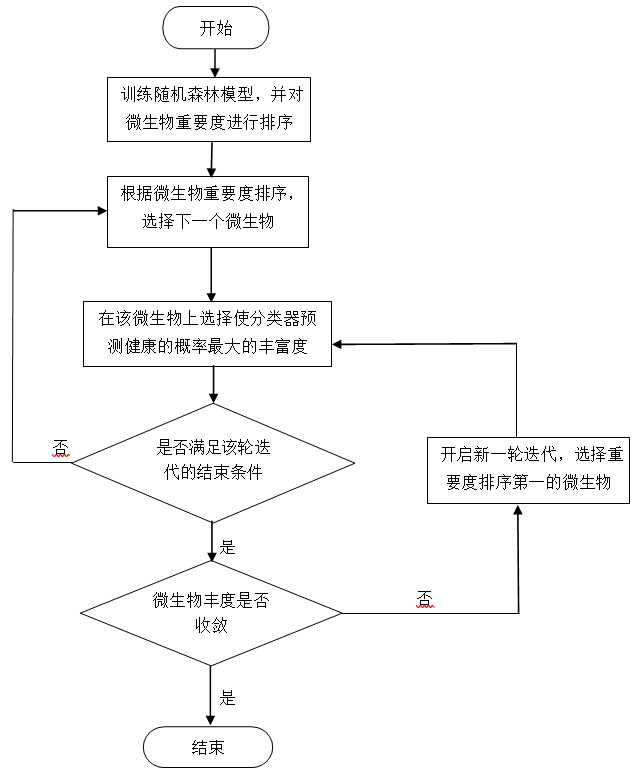 开始
训练随机森林模型，并对
微生物重要度进行排序
根据微生物重要度排序，
选择下一个微生物
在该微生物上选择使分类器预
测健康的概率最大的丰富度
否
是否满足该轮迭
代的结束条件
开启新一轮迭代，选择重
要度排序第一的微生物
是
微生物丰度是否
收敛
否
是
结束